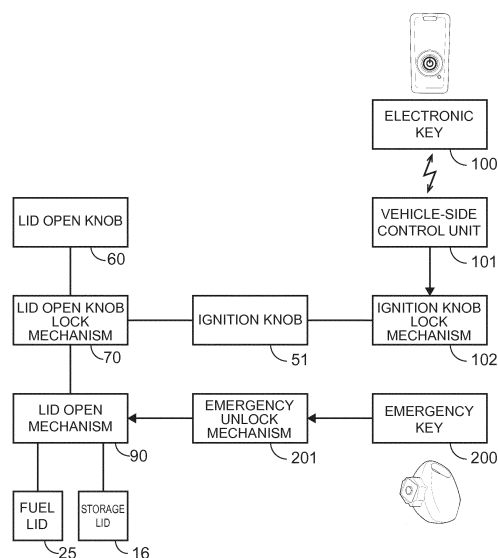 ELECTRONIC
KEY
100
LID OPEN KNOB
60
VEHICLE-SIDE
CONTROL UNIT
101
LID OPEN KNOB
LOCK
MECHANISM
70
IGNITION KNOB
51
IGNITION KNOB
LOCK
MECHANISM
102
LID OPEN
MECHANISM
90
EMERGENCY
UNLOCK
MECHANISM
201
EMERGENCY
KEY
200
FUEL
LID
25
STORAGE
LID
16